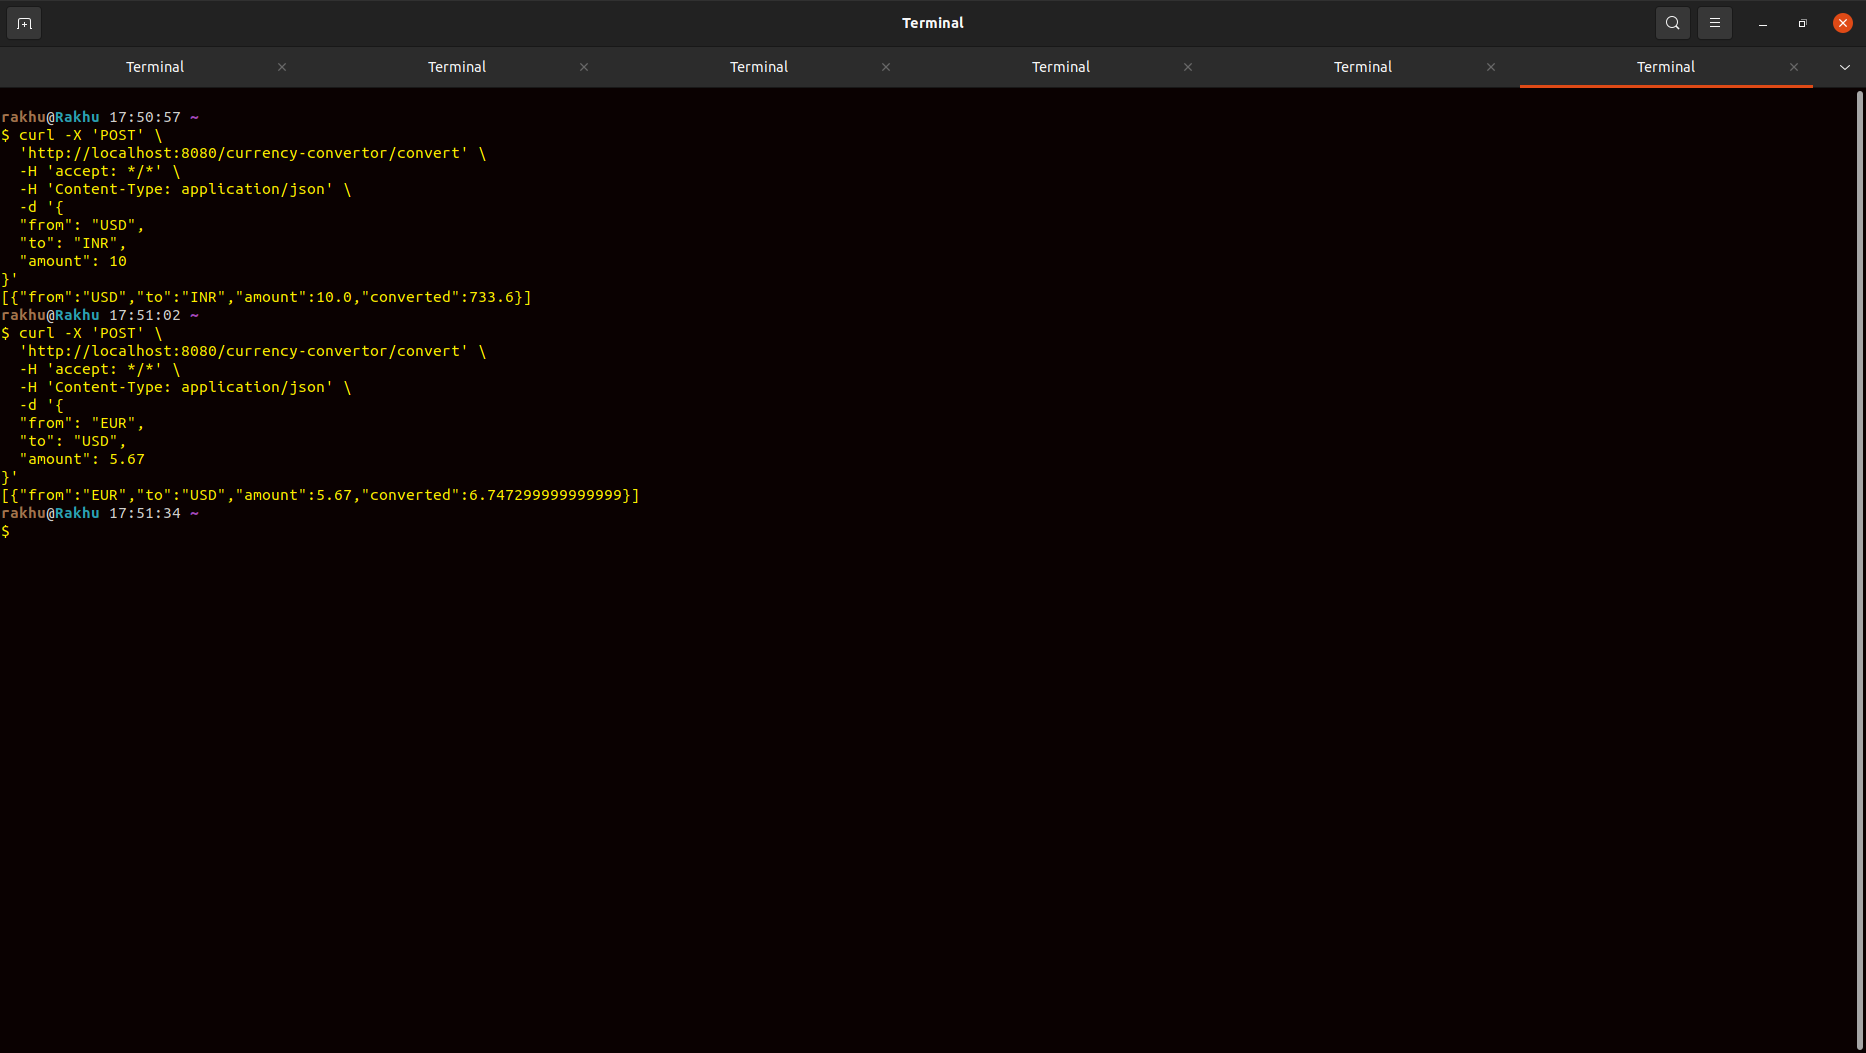 Terminal
Terminal Terminal Terminal Terminal Terminal Terminal
rakhu@Rakhu 17:50:57 ~
$ curl -X 'POST' \
  'http://localhost:8080/currency-convertor/convert' \
  -H 'accept: */*' \
  -H 'Content-Type: application/json' \
  -d '{
  "from": "USD",
  "to": "INR",
  "amount": 10
}'
[{"from":"USD","to":"INR","amount":10.0,"converted":733.6}]
rakhu@Rakhu 17:51:02 ~
$ curl -X 'POST' \
  'http://localhost:8080/currency-convertor/convert' \
  -H 'accept: */*' \
  -H 'Content-Type: application/json' \
  -d '{
  "from": "EUR",
  "to": "USD",
  "amount": 5.67
}'
[{"from":"EUR","to":"USD","amount":5.67,"converted":6.747299999999999}]
rakhu@Rakhu 17:51:34 ~
$